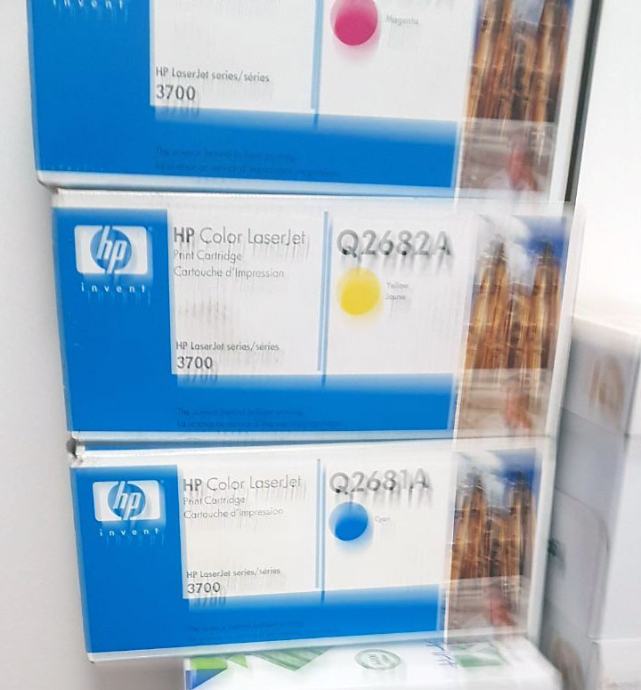 invent
Magenta
HP LaserJet series/séries
3700
hp
invent
HP Color LaserJet
Print Cartridge
Cartouche d'Impression
Q2682A
Yellow
Jaune
HP LaserJet series/séries
3700
hp
invent
HP Color LaserJet
Print Cartridge
Cartouche d'impression
Q2681A
Cyan
HP LaserJet series/séries
3700